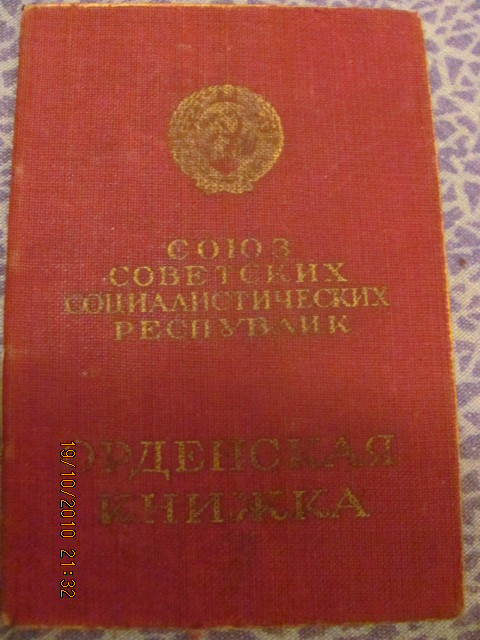 СОЮЗ
СОВЕТСКИХ
СОЦИАЛИСТИЧЕСКИХ
РЕСПУБЛИК
ОРДЕНСКАЯ
КНИЖКА
19/10/2010 21:32